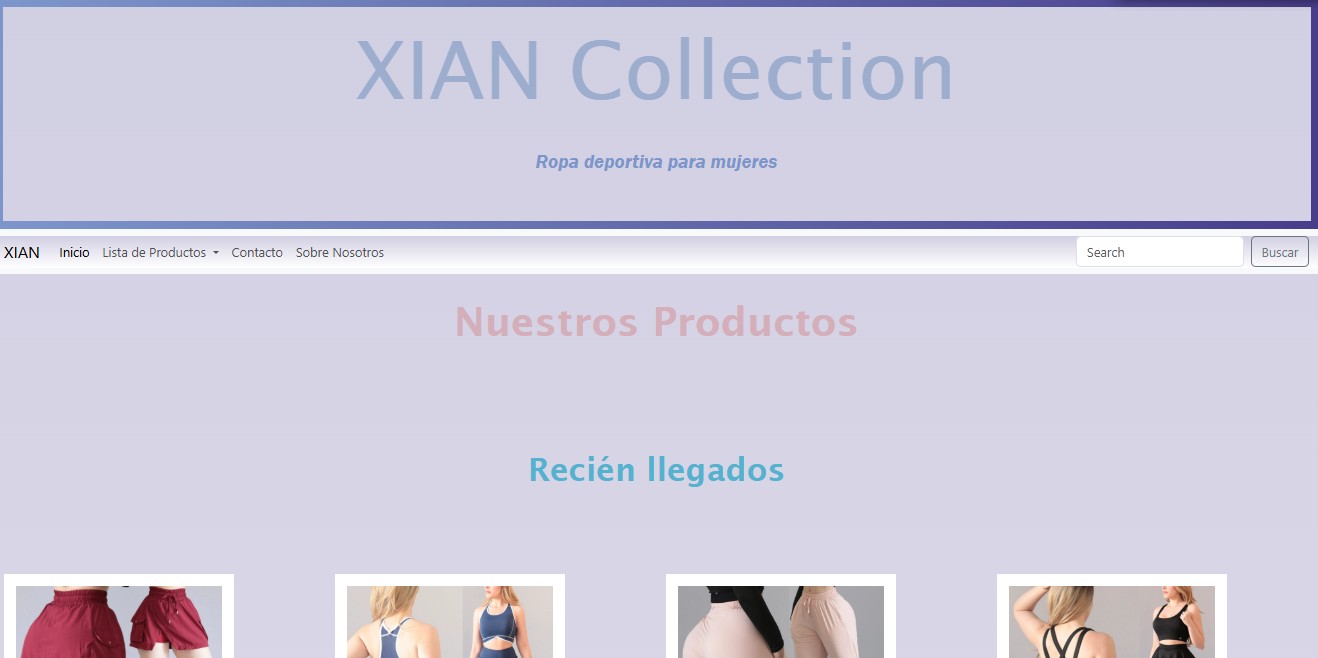 XIAN Collection
Ropa deportiva para mujeres
XIAN Inicio Lista de Productos Contacto Sobre Nosotros Search Buscar
Nuestros Productos
Recién llegados